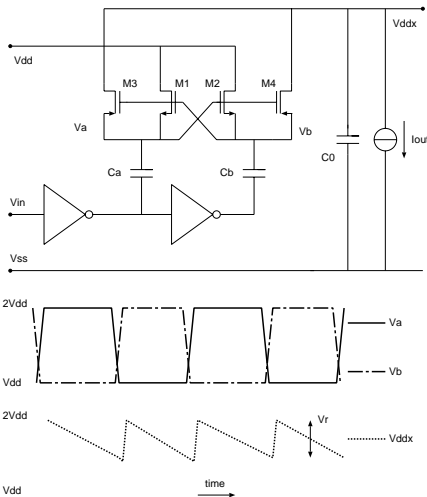 Vddx
Vdd
M3
M1
M2
M4
Va
Vb
Iout
Ca
Cb
C0
Vin
Vss
2Vdd
Va
Vb
Vdd
2Vdd
Vr
Vddx
time
Vdd